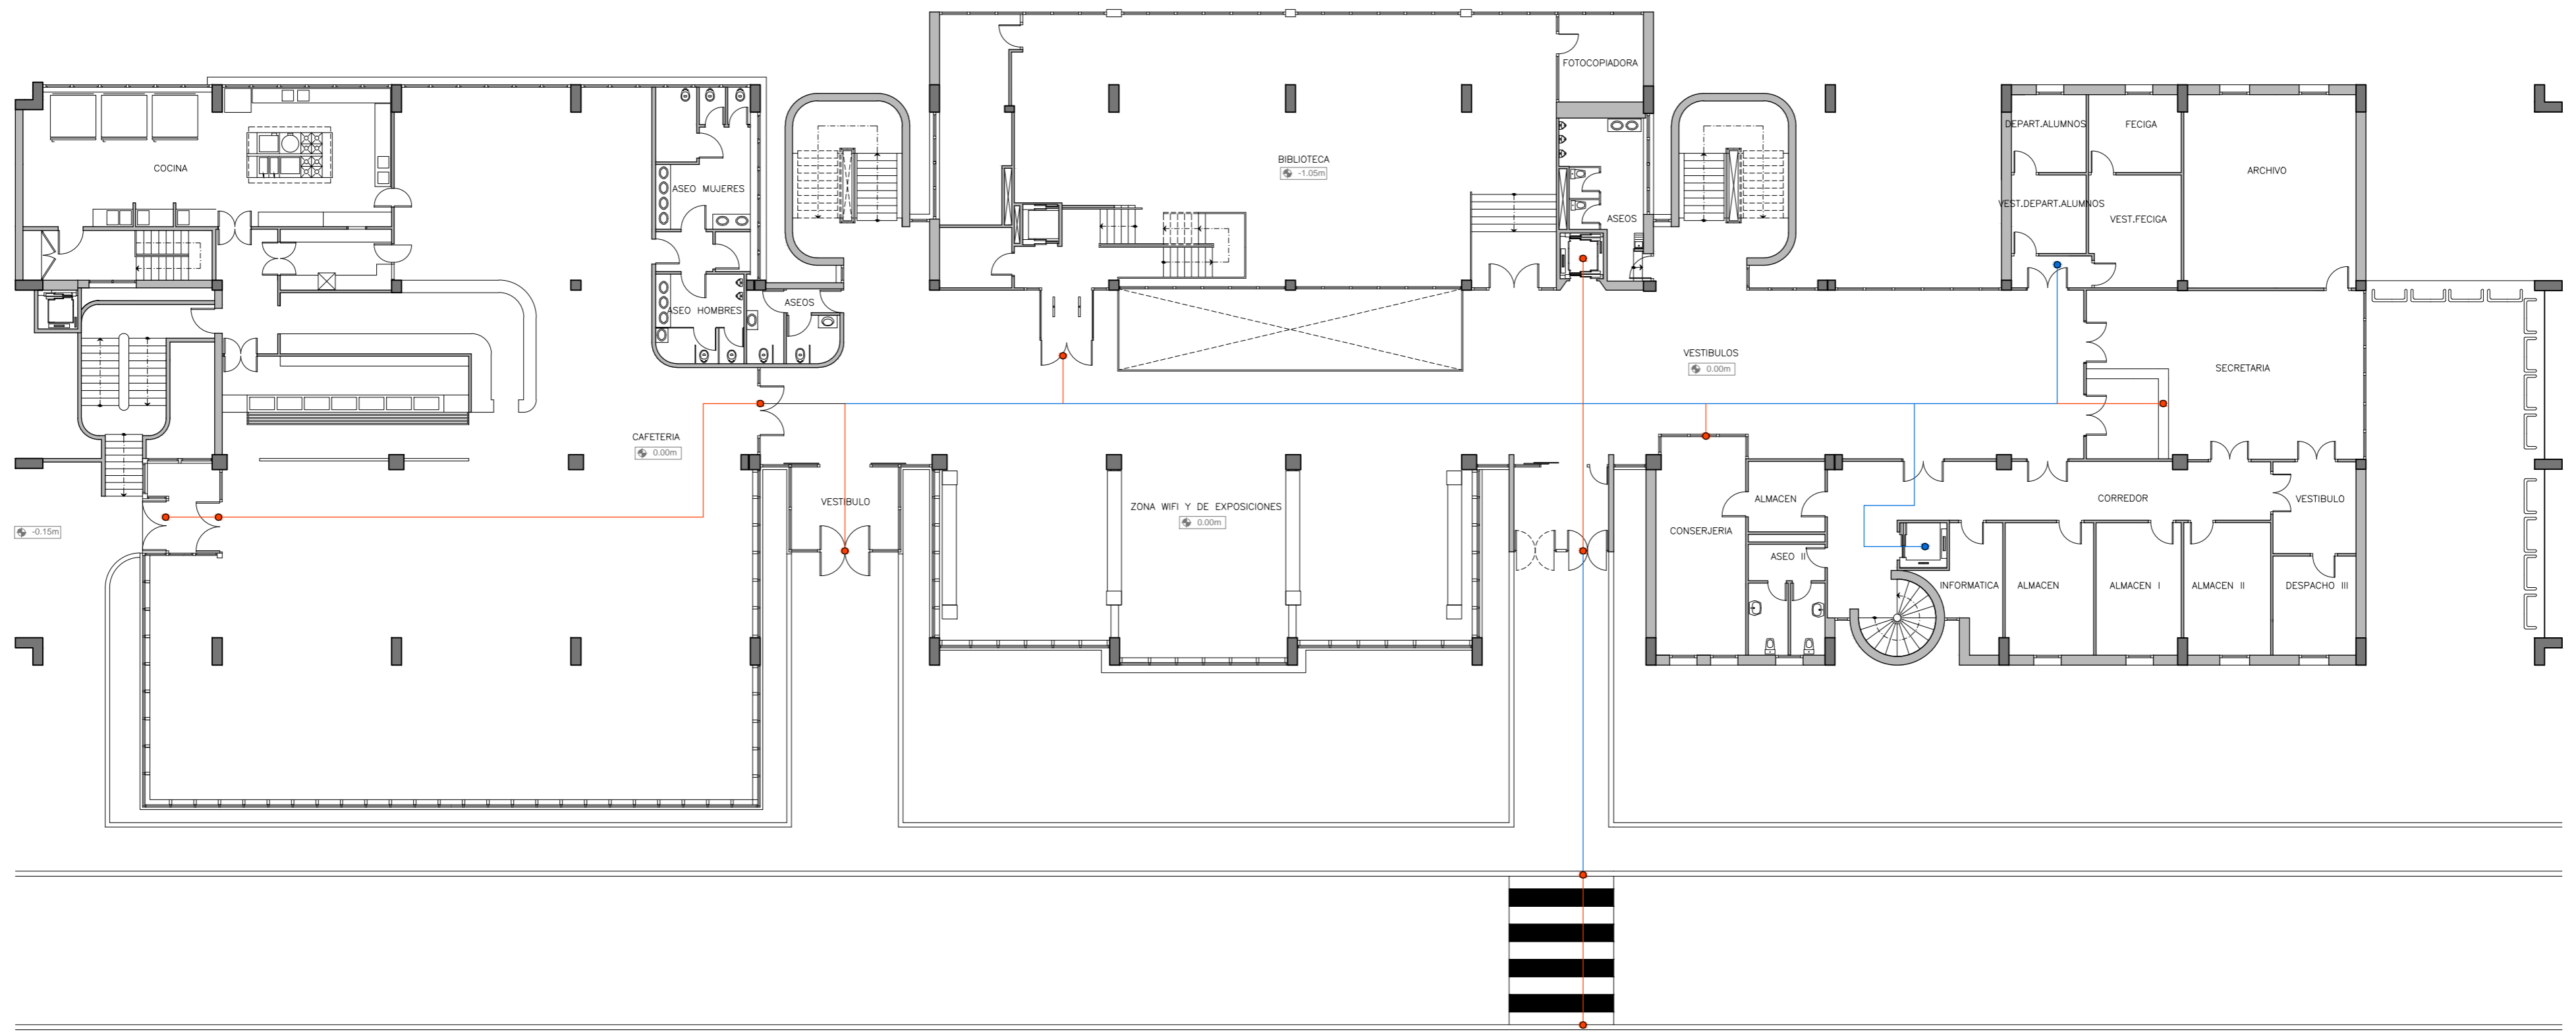 FOTOCOPIADORA
DEPART.ALUMNOS
FECIGA
BIBLIOTECA
-1.05m
COCINA
ARCHIVO
ASEO MUJERES
VEST.DEPART.ALUMNOS
ASEOS
VEST.FECIGA
ASEOS
ASEO HOMBRES
VESTIBULOS
0.00m
SECRETARIA
CAFETERIA
0.00m
VESTIBULO
ZONA WIFI Y DE EXPOSICIONES
0.00m
ALMACEN
CORREDOR
VESTIBULO
-0.15m
CONSERJERIA
ASEO II
INFORMATICA
ALMACEN
ALMACEN I
ALMACEN II
DESPACHO III